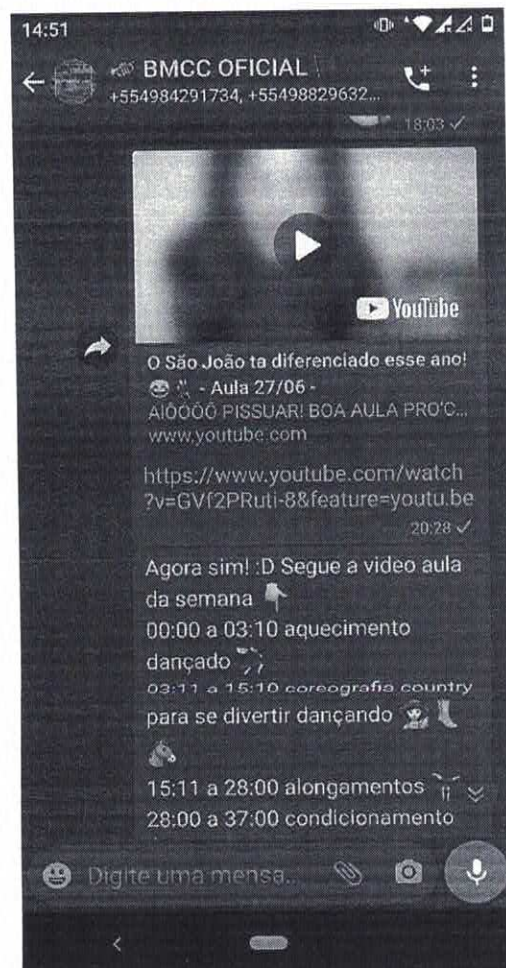 14:51
BMCC OFICIAL
+554984291734, +55498829632...
18:03
YouTube
O São João ta diferenciado esse ano!
- Aula 27/06 -
AIÔÔÔÔ PISSUAR! BOA AULA PRO'C...
www.youtube.com
https://www.youtube.com/watch
?v=GVf2PRuti-8&feature=youtu.be
20:28
Agora sim! :D Segue a video aula
da semana
00:00 a 03:10 aquecimento
dançado
03:11 a 15:10 coreografia country
para se divertir dançando
15:11 a 28:00 alongamentos
28:00 a 37:00 condicionamento
Digite uma mensa...